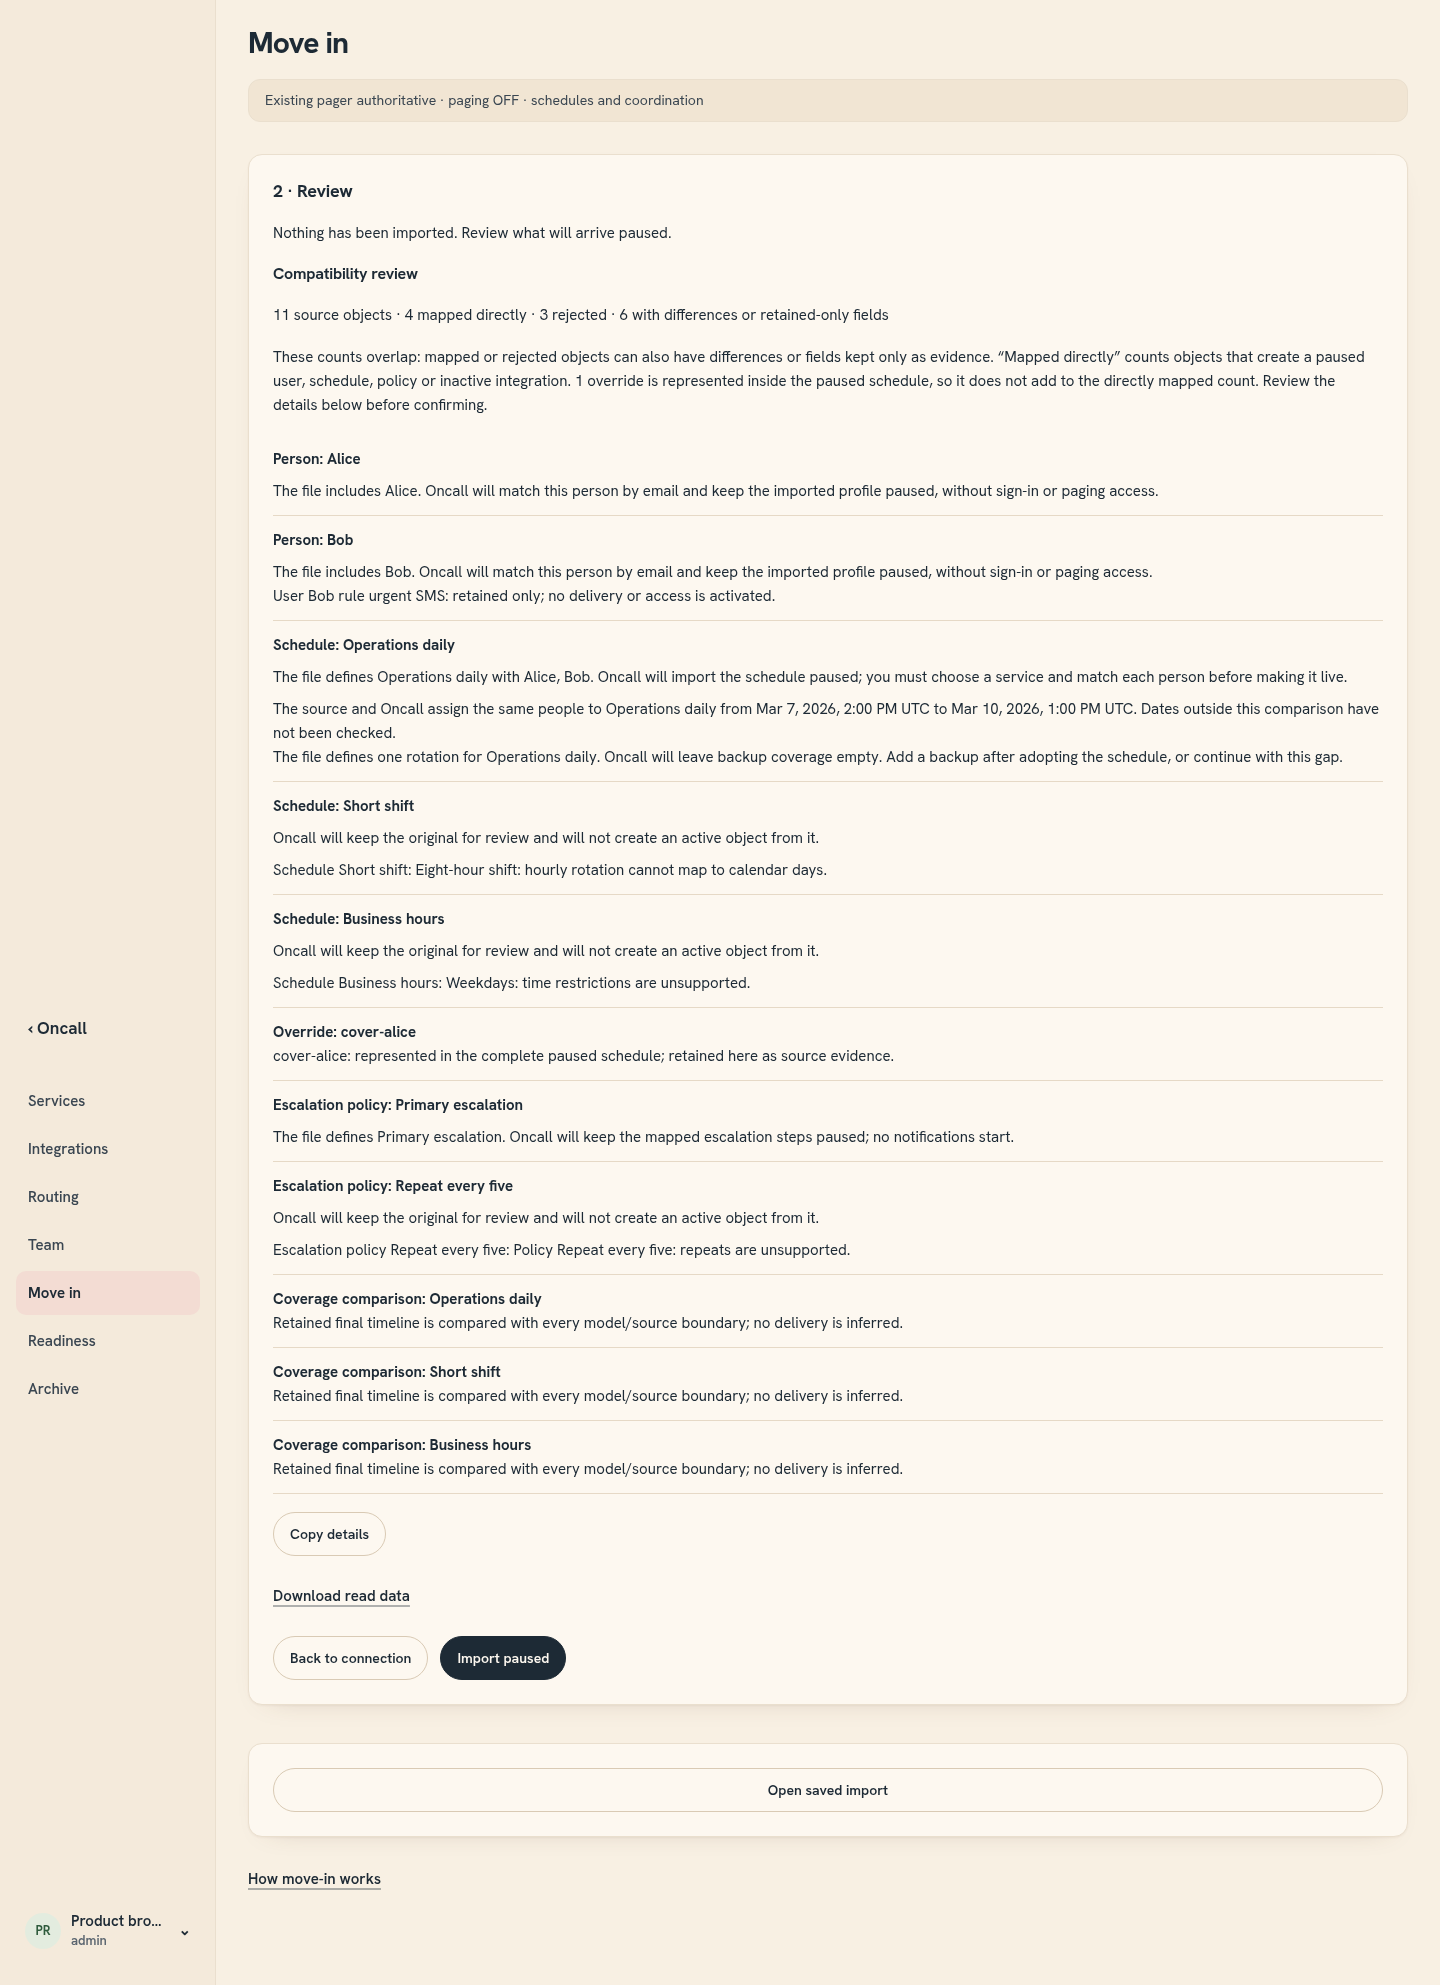 Move in
Existing pager authoritative · paging OFF · schedules and coordination
2 · Review
Nothing has been imported. Review what will arrive paused.
Compatibility review
11 source objects · 4 mapped directly · 3 rejected · 6 with differences or retained-only fields
These counts overlap: mapped or rejected objects can also have differences or fields kept only as evidence. “Mapped directly” counts objects that create a paused
user, schedule, policy or inactive integration. 1 override is represented inside the paused schedule, so it does not add to the directly mapped count. Review the
details below before confirming.
Person: Alice
The file includes Alice. Oncall will match this person by email and keep the imported profile paused, without sign-in or paging access.
Person: Bob
The file includes Bob. Oncall will match this person by email and keep the imported profile paused, without sign-in or paging access.
User Bob rule urgent SMS: retained only; no delivery or access is activated.
Schedule: Operations daily
The file defines Operations daily with Alice, Bob. Oncall will import the schedule paused; you must choose a service and match each person before making it live.
The source and Oncall assign the same people to Operations daily from Mar 7, 2026, 2:00 PM UTC to Mar 10, 2026, 1:00 PM UTC. Dates outside this comparison have
not been checked.
The file defines one rotation for Operations daily. Oncall will leave backup coverage empty. Add a backup after adopting the schedule, or continue with this gap.
Schedule: Short shift
Oncall will keep the original for review and will not create an active object from it.
Schedule Short shift: Eight-hour shift: hourly rotation cannot map to calendar days.
Schedule: Business hours
Oncall will keep the original for review and will not create an active object from it.
Schedule Business hours: Weekdays: time restrictions are unsupported.
Override: cover-alice
cover-alice: represented in the complete paused schedule; retained here as source evidence.
Escalation policy: Primary escalation
The file defines Primary escalation. Oncall will keep the mapped escalation steps paused; no notifications start.
Escalation policy: Repeat every five
Oncall will keep the original for review and will not create an active object from it.
Escalation policy Repeat every five: Policy Repeat every five: repeats are unsupported.
Coverage comparison: Operations daily
Retained final timeline is compared with every model/source boundary; no delivery is inferred.
Coverage comparison: Short shift
Retained final timeline is compared with every model/source boundary; no delivery is inferred.
Coverage comparison: Business hours
Retained final timeline is compared with every model/source boundary; no delivery is inferred.
Copy details
Download read data
Back to connection
Import paused
Open saved import
How move-in works
‹ Oncall
Services
Integrations
Routing
Team
Move in
Readiness
Archive
PR
Product bro…
admin